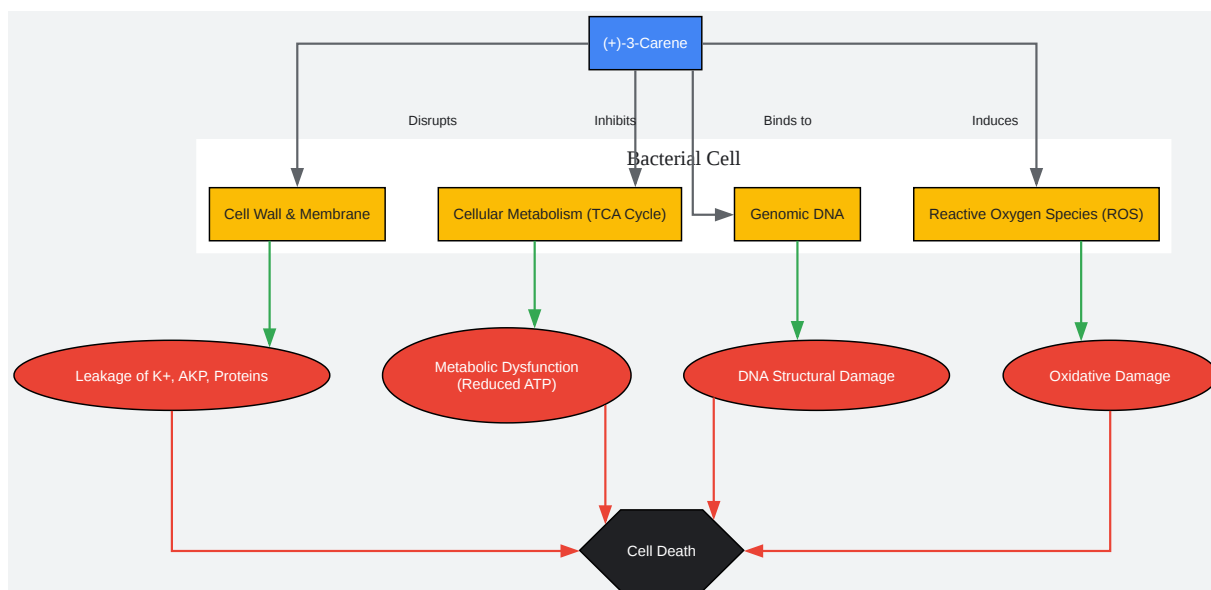 (+)-3-Carene
Disrupts
Inhibits
Binds to
Induces
Bacterial Cell
Cell Wall & Membrane
Cellular Metabolism (TCA Cycle)
Genomic DNA
Reactive Oxygen Species (ROS)
Leakage of K+, AKP, Proteins
Metabolic Dysfunction
(Reduced ATP)
DNA Structural Damage
Oxidative Damage
Cell Death